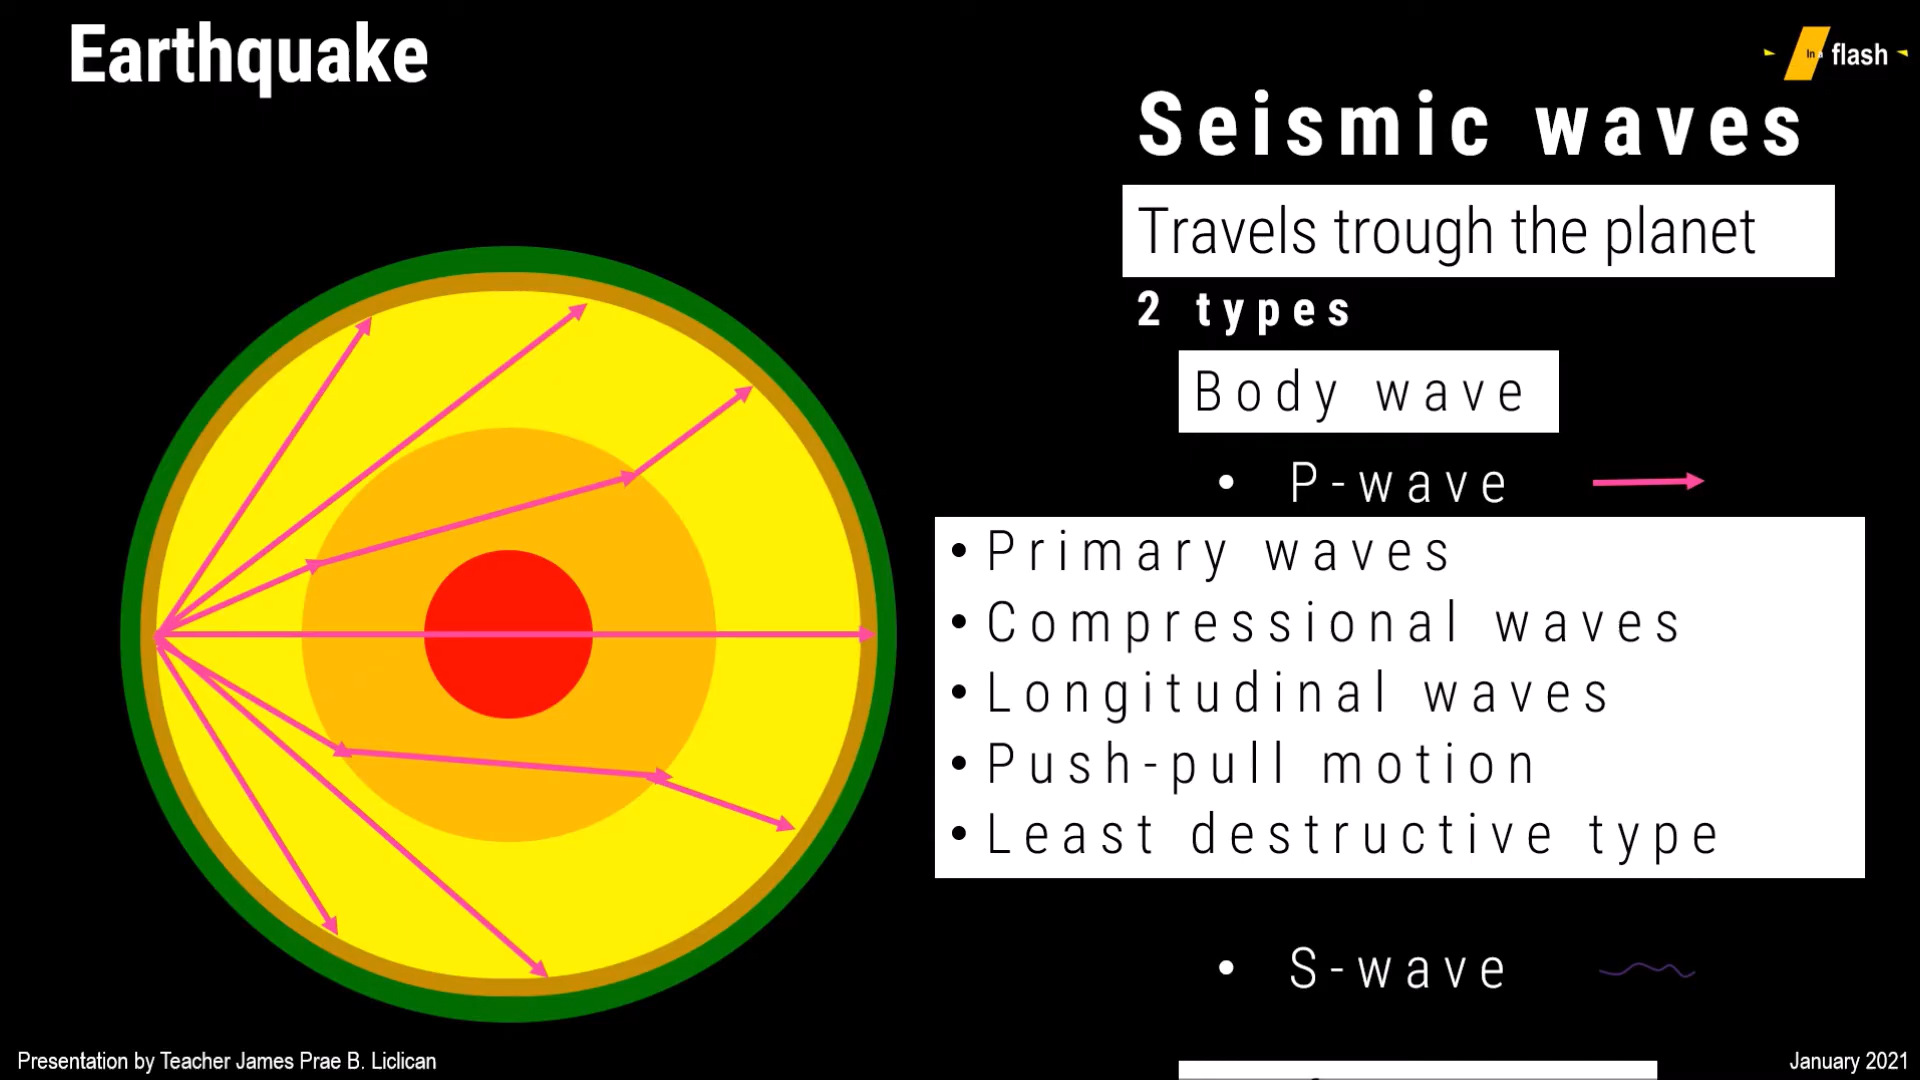 Earthquake
In a flash
Seismic waves
Travels trough the planet
2 types
Body wave
• P-wave
• Primary waves
• Compressional waves
• Longitudinal waves
• Push-pull motion
• Least destructive type
• S-wave
Presentation by Teacher James Prae B. Liclican
January 2021